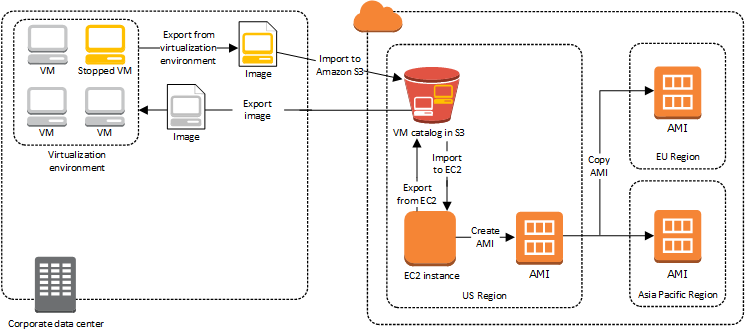 VM
Stopped VM
VM
VM
Virtualization
environment
Export from
virtualization
environment
Image
Import to
Amazon S3
Export
image
Image
Corporate data center
VM catalog in S3
Import
to EC2
Export
from EC2
EC2 instance
Create
AMI
AMI
US Region
Copy
AMI
AMI
EU Region
AMI
Asia Pacific Region